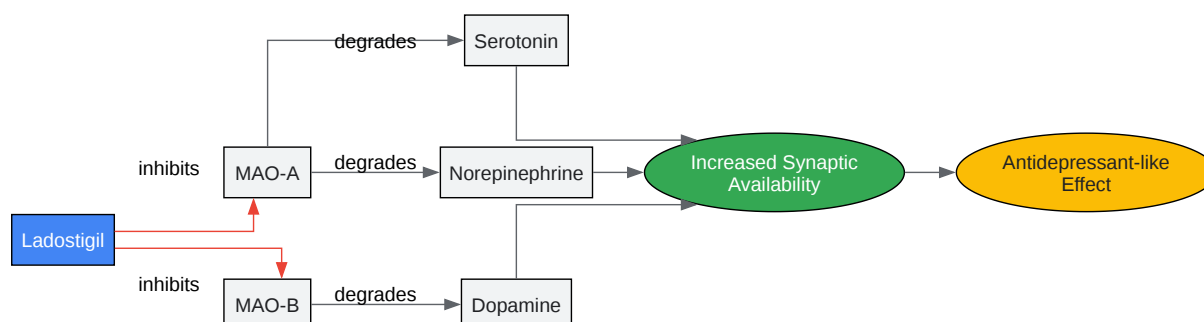 degrades
Serotonin
inhibits
MAO-A
degrades
Norepinephrine
Increased Synaptic
Availability
Antidepressant-like
Effect
Ladostigil
inhibits
MAO-B
degrades
Dopamine